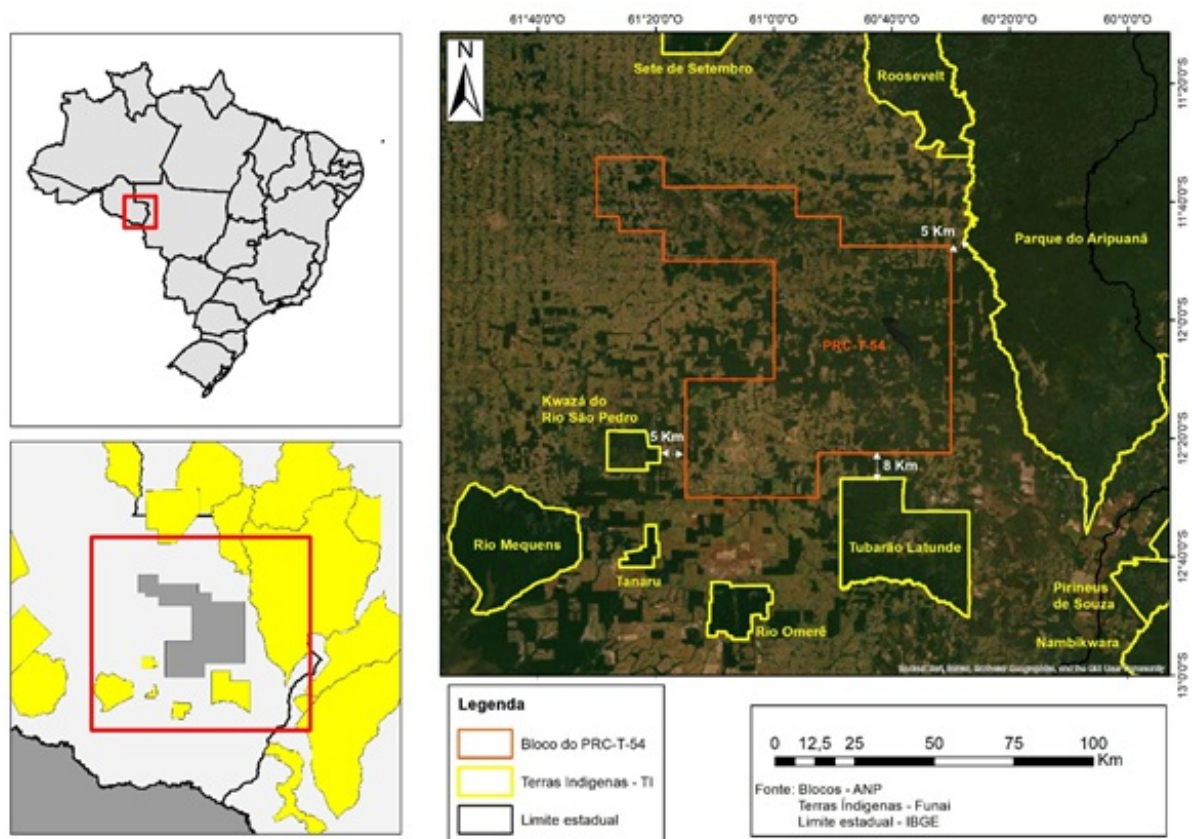 61°40'0"O 61°20'0"O 61°0'0"O 60°40'0"O 60°20'0"O 60°0'0"O
N
Sete de Setembro
Roosevelt
11°20'0"S
11°40'0"S
5 Km
Parque do Aripuanã
12°0'0"S
PRC-T-54
Kwazá do
Rio São Pedro
5 Km
12°20'0"S
8 Km
Rio Mequens
Tanaru
Tubarão Latunde
12°40'0"S
Rio Omerê
Pirineus
de Souza
Nambikwara
13°0'0"S
Legenda
Bloco do PRC-T-54
Terras Indígenas - TI
Limite estadual
0 12,5 25 50 75 100
Km
Fonte: Blocos - ANP
Terras Índígenas - Funai
Limite estadual - IBGE